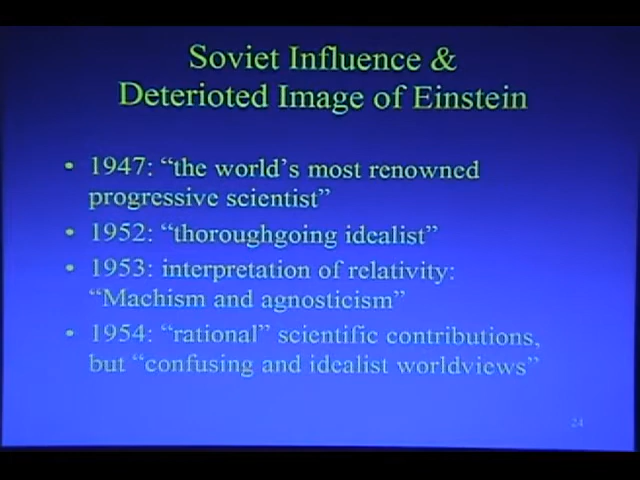 Soviet Influence &
Deterioted Image of Einstein
• 1947: “the world’s most renowned
progressive scientist”
• 1952: “thoroughgoing idealist”
• 1953: interpretation of relativity:
“Machism and agnosticism”
• 1954: “rational” scientific contributions,
but “confusing and idealist worldviews”
24